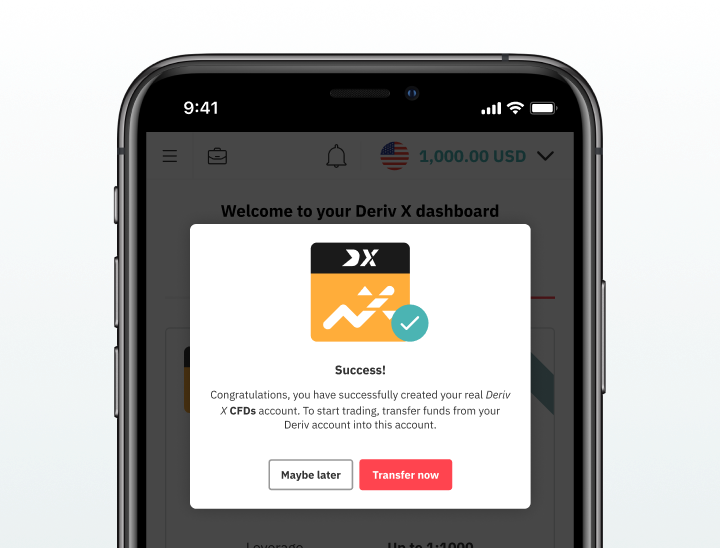 9:41
1,000.00 USD
Welcome to your Deriv X dashboard
DX
Success!
Congratulations, you have successfully created your real Deriv
X CFDs account. To start trading, transfer funds from your
Deriv account into this account.
Maybe later Transfer now
Leverage Up to 1:1000